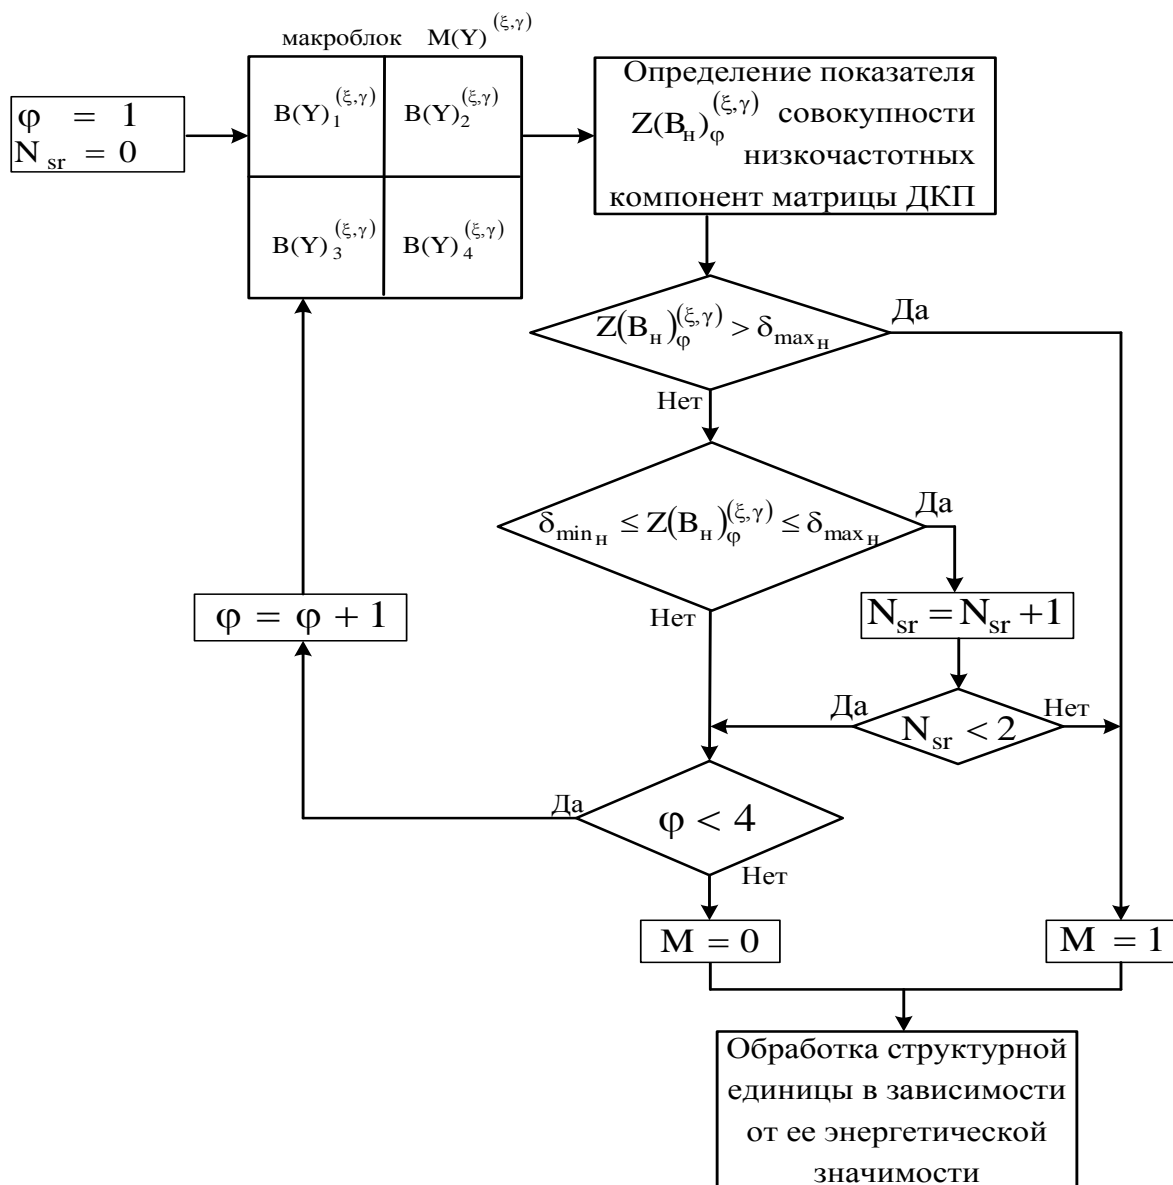 макроблок M(Y)^(ξ,γ)
φ = 1
N_sr = 0
B(Y)_1^(ξ,γ)
B(Y)_2^(ξ,γ)
B(Y)_3^(ξ,γ)
B(Y)_4^(ξ,γ)
Определение показателя
Z(B_н)_φ^(ξ,γ) совокупности
низкочастотных
компонент матрицы ДКП
Z(B_н)_φ^(ξ,γ) > δ_max_н
Да
Нет
δ_min_н ≤ Z(B_н)_φ^(ξ,γ) ≤ δ_max_н
Да
Нет
φ = φ + 1
N_sr = N_sr + 1
Да
N_sr < 2
Нет
Да
φ < 4
Нет
M = 0
M = 1
Обработка структурной
единицы в зависимости
от ее энергетической
значимости